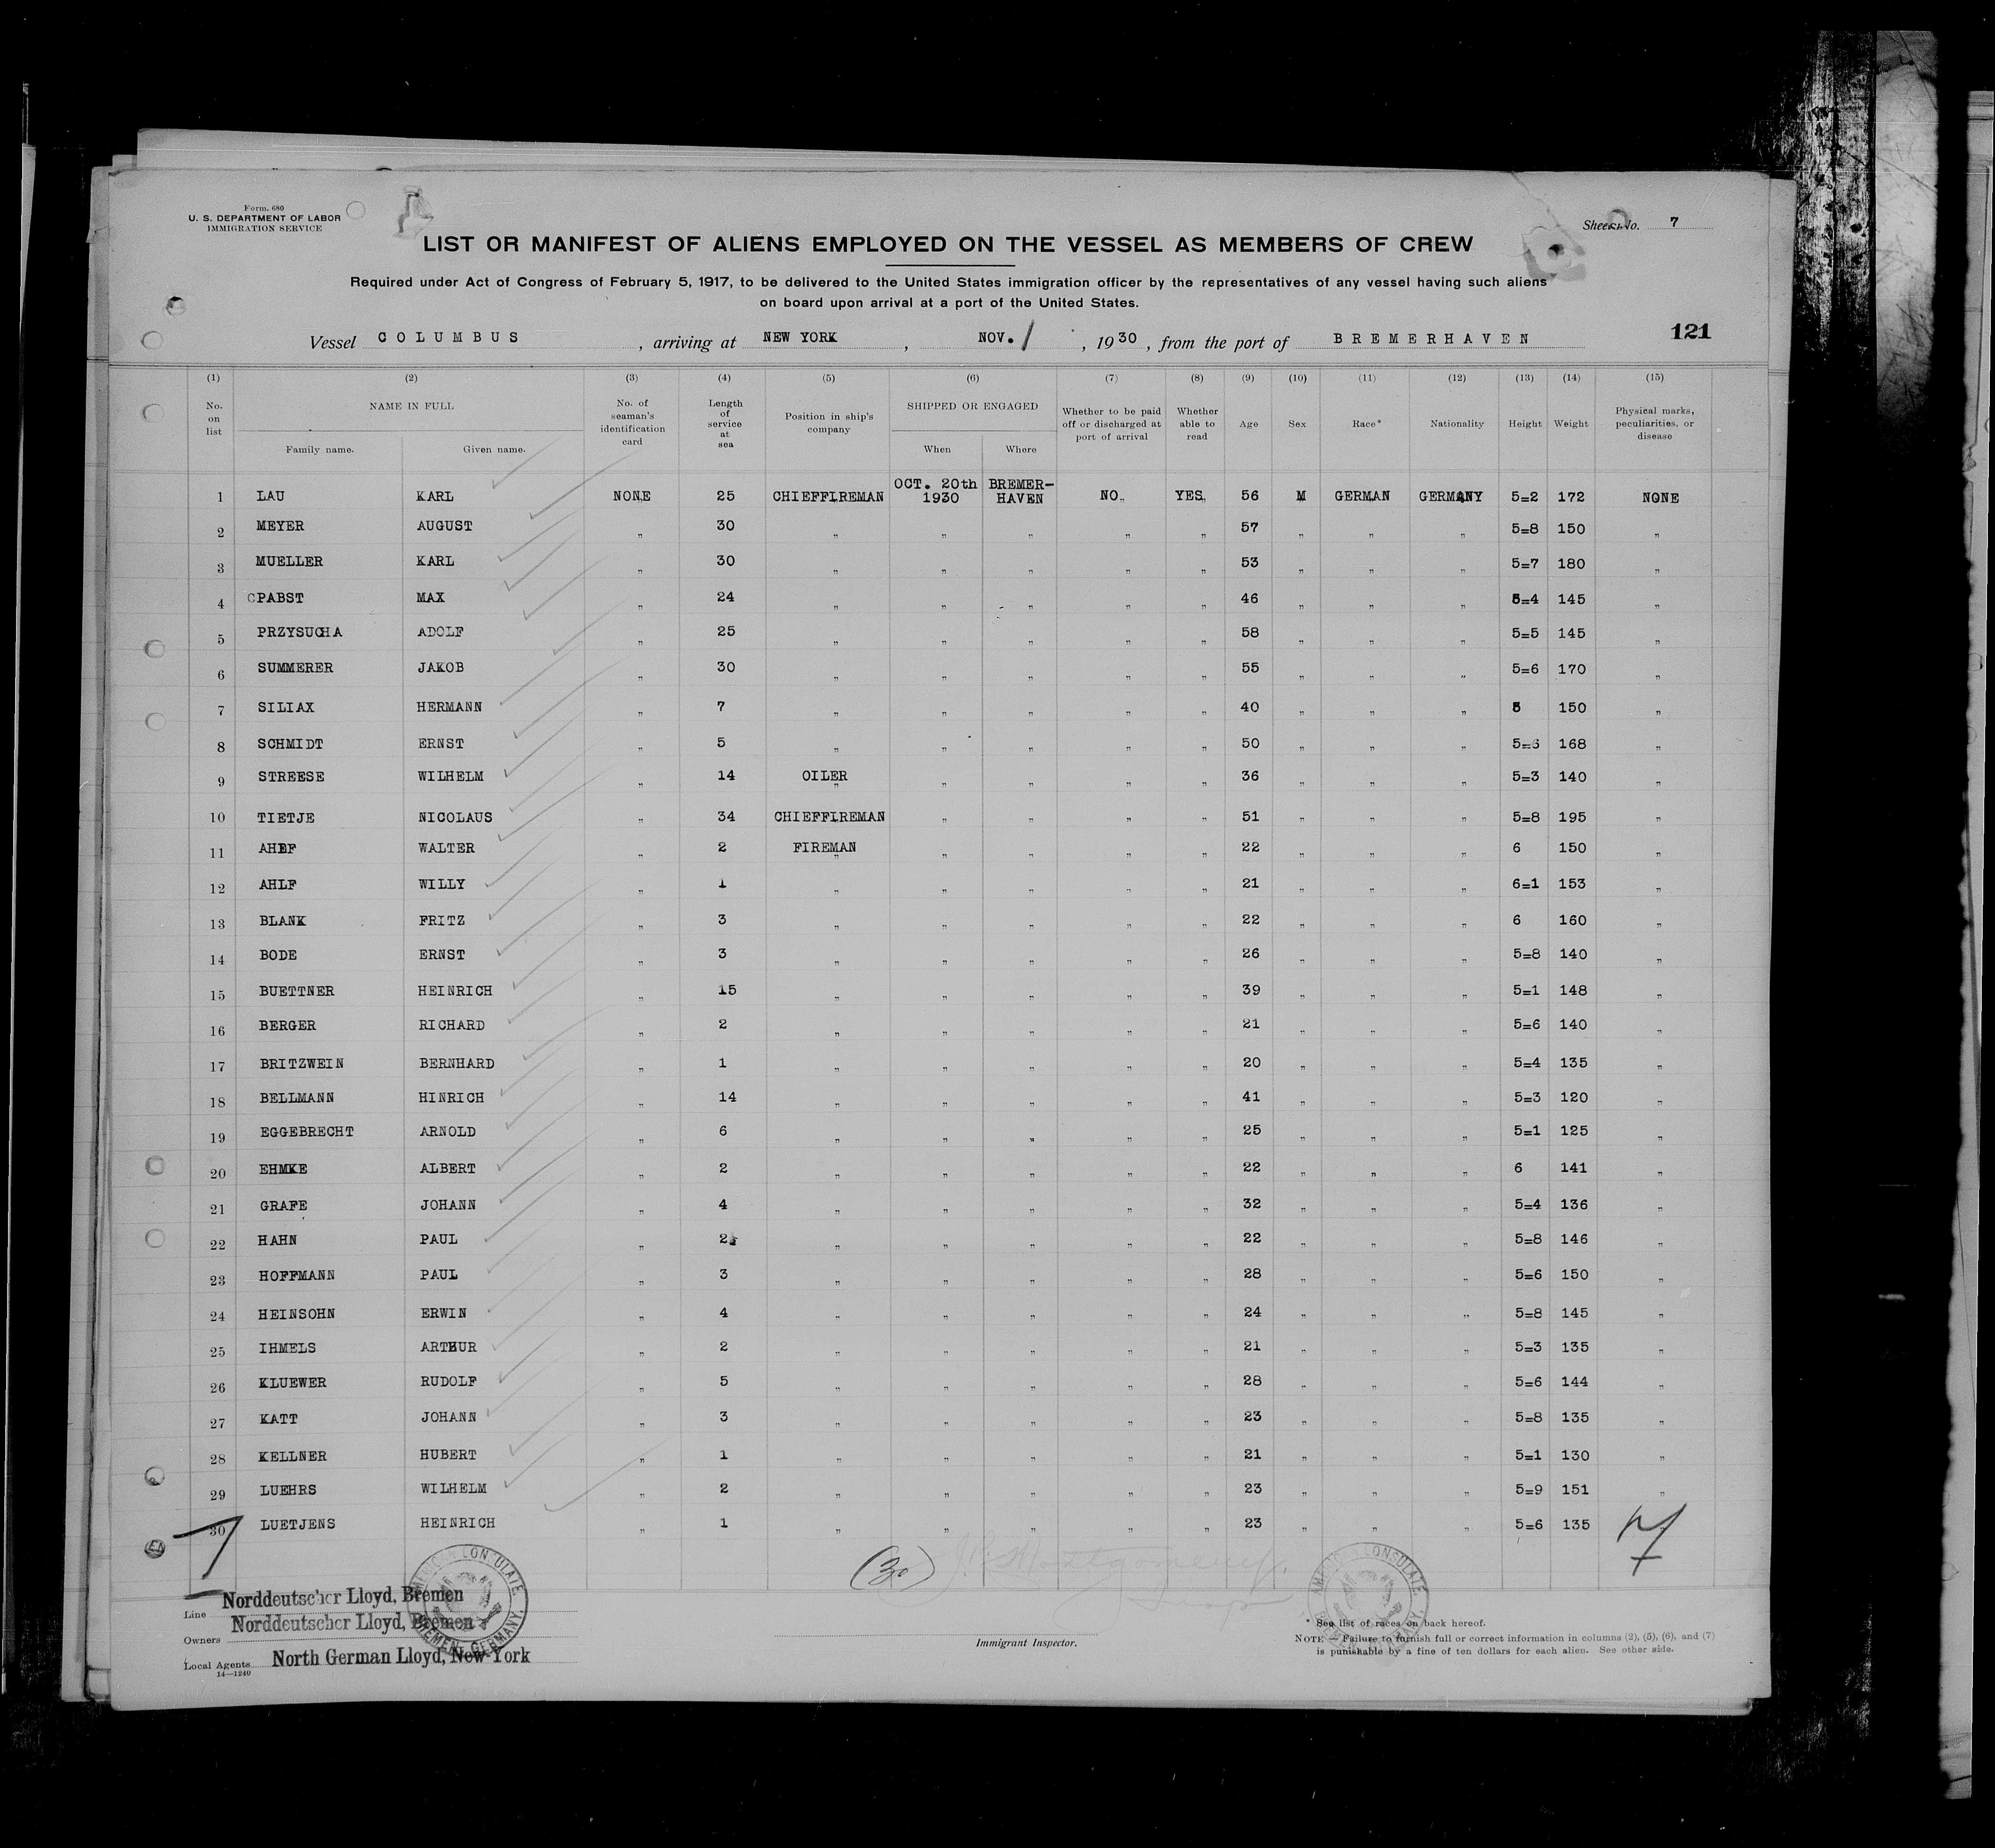 Form. 680
U. S. DEPARTMENT OF LABOR
IMMIGRATION SERVICE
Sheet No. 7
LIST OR MANIFEST OF ALIENS EMPLOYED ON THE VESSEL AS MEMBERS OF CREW
Required under Act of Congress of February 5, 1917, to be delivered to the United States immigration officer by the representatives of any vessel having such aliens
on board upon arrival at a port of the United States.
Vessel COLUMBUS, arriving at NEW YORK, NOV. 1, 1930, from the port of BREMERHAVEN 121
(1) (2) (3) (4) (5) (6) (7) (8) (9) (10) (11) (12) (13) (14) (15)
No. on list NAME IN FULL Family name. Given name. No. of seaman's identification card Length of service at sea Position in ship's company SHIPPED OR ENGAGED When Where Whether to be paid off or discharged at port of arrival Whether able to read Age Sex Race* Nationality Height Weight Physical marks, peculiarities, or disease
1 LAU KARL NONE 25 CHIEFFIREMAN OCT. 20th 1930 BREMER-HAVEN NO. YES. 56 M GERMAN GERMANY 5=2 172 NONE
2 MEYER AUGUST " 30 " " " " " 57 " " " 5=8 150 "
3 MUELLER KARL " 30 " " " " " 53 " " " 5=7 180 "
4 CPABST MAX " 24 " " " " " 46 " " " 5=4 145 "
5 PRZYSUCHA ADOLF " 25 " " " " " 58 " " " 5=5 145 "
6 SUMMERER JAKOB " 30 " " " " " 55 " " " 5=6 170 "
7 SILIAX HERMANN " 7 " " " " " 40 " " " 5 150 "
8 SCHMIDT ERNST " 5 " " " " " 50 " " " 5=6 168 "
9 STREESE WILHELM " 14 OILER " " " " 36 " " " 5=3 140 "
10 TIETJE NICOLAUS " 34 CHIEFFIREMAN " " " " 51 " " " 5=8 195 "
11 AHLF WALTER " 2 FIREMAN " " " " 22 " " " 6 150 "
12 AHLF WILLY " 1 " " " " " 21 " " " 6=1 153 "
13 BLANK FRITZ " 3 " " " " " 22 " " " 6 160 "
14 BODE ERNST " 3 " " " " " 26 " " " 5=8 140 "
15 BUETTNER HEINRICH " 15 " " " " " 39 " " " 5=1 148 "
16 BERGER RICHARD " 2 " " " " " 21 " " " 5=6 140 "
17 BRITZWEIN BERNHARD " 1 " " " " " 20 " " " 5=4 135 "
18 BELLMANN HINRICH " 14 " " " " " 41 " " " 5=3 120 "
19 EGGEBRECHT ARNOLD " 6 " " " " " 25 " " " 5=1 125 "
20 EHMKE ALBERT " 2 " " " " " 22 " " " 6 141 "
21 GRAFE JOHANN " 4 " " " " " 32 " " " 5=4 136 "
22 HAHN PAUL " 2 " " " " " 22 " " " 5=8 146 "
23 HOFFMANN PAUL " 3 " " " " " 28 " " " 5=6 150 "
24 HEINSOHN ERWIN " 4 " " " " " 24 " " " 5=8 145 "
25 IHMELS ARTHUR " 2 " " " " " 21 " " " 5=3 135 "
26 KLUEWER RUDOLF " 5 " " " " " 28 " " " 5=6 144 "
27 KATT JOHANN " 3 " " " " " 23 " " " 5=8 135 "
28 KELLNER HUBERT " 1 " " " " " 21 " " " 5=1 130 "
29 LUEHRS WILHELM " 2 " " " " " 23 " " " 5=9 151 "
30 LUETJENS HEINRICH " 1 " " " " " 23 " " " 5=6 135
7 (30) 7
AMERICAN CONSULATE BREMEN, GERMANY
AMERICAN CONSULATE
Line Norddeutscher Lloyd, Bremen
Owners Norddeutscher Lloyd, Bremen
Local Agents North German Lloyd, New York
14—1240
Immigrant Inspector.
* See list of races on back hereof.
NOTE.—Failure to furnish full or correct information in columns (2), (5), (6), and (7)
is punishable by a fine of ten dollars for each alien. See other side.